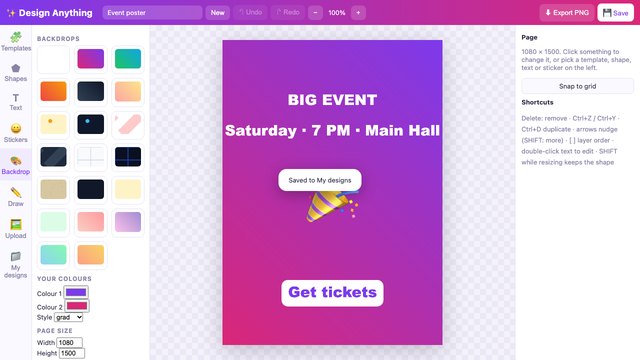 Design Anything
Event poster
New
Undo
Redo
−
100%
+
Export PNG
Save
Templates
Shapes
Text
Stickers
Backdrop
Draw
Upload
My designs
BACKDROPS
YOUR COLOURS
Colour 1
Colour 2
Style grad
PAGE SIZE
Width 1080
Height 1500
BIG EVENT
Saturday · 7 PM · Main Hall
Saved to My designs
Get tickets
Page
1080 × 1500. Click something to
change it, or pick a template, shape,
text or sticker on the left.
Snap to grid
Shortcuts
Delete: remove · Ctrl+Z / Ctrl+Y ·
Ctrl+D duplicate · arrows nudge
(SHIFT: more) · [ ] layer order ·
double-click text to edit · SHIFT
while resizing keeps the shape